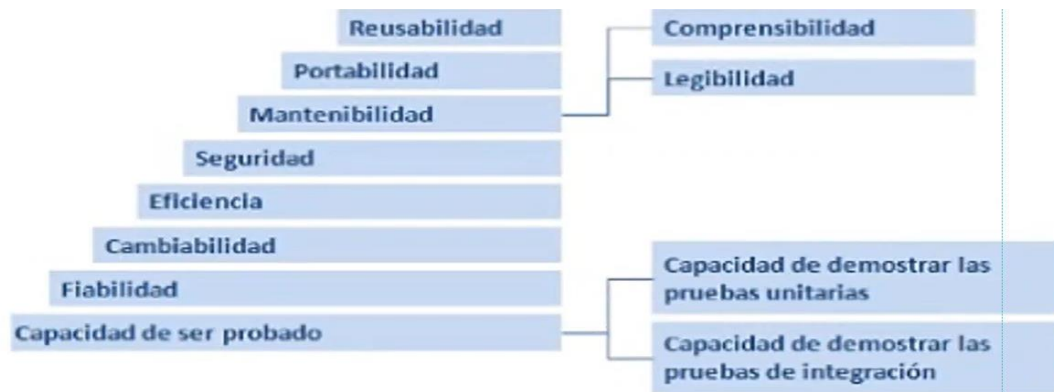 Reusabilidad
Portabilidad
Mantenibilidad
Seguridad
Eficiencia
Cambiabilidad
Fiabilidad
Capacidad de ser probado
Comprensibilidad
Legibilidad
Capacidad de demostrar las
pruebas unitarias
Capacidad de demostrar las
pruebas de integración